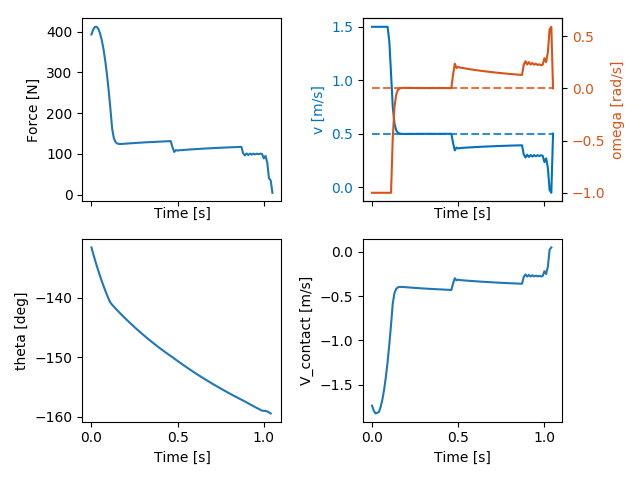 400
300
200
100
0
Force [N]
Time [s]
1.5
1.0
0.5
0.0
v [m/s]
0.5
0.0
−0.5
−1.0
omega [rad/s]
Time [s]
−140
−150
−160
theta [deg]
0.0 0.5 1.0
Time [s]
0.0
−0.5
−1.0
−1.5
V_contact [m/s]
0.0 0.5 1.0
Time [s]